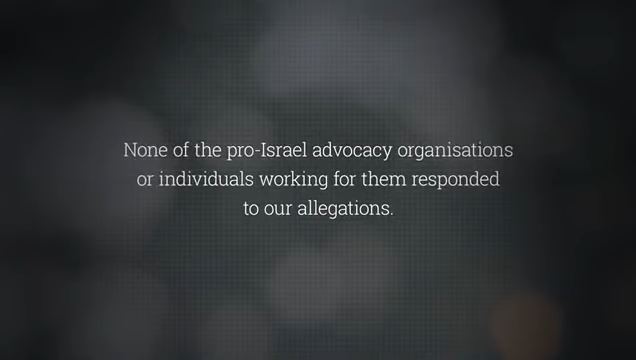 None of the pro-Israel advocacy organisations
or individuals working for them responded
to our allegations.